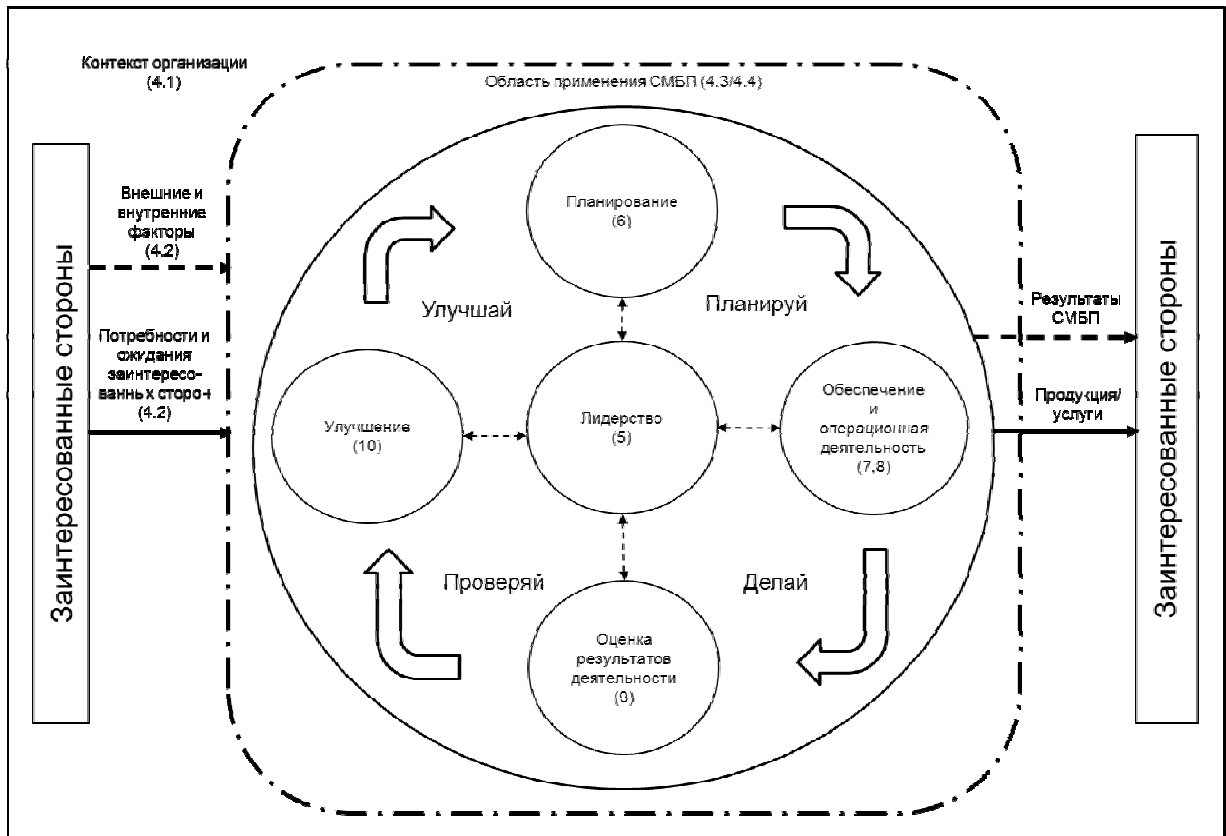 Контекст организации
(4.1)
Область применения СМБП (4.3/4.4)
Заинтересованные стороны
Внешние и
внутренние
факторы
(4.2)
Потребности и
ожидания
заинтересо-
ванных сторон
(4.2)
Планирование
(6)
Улучшай
Планируй
Улучшение
(10)
Лидерство
(5)
Обеспечение
и
операционная
деятельность
(7,8)
Проверяй
Делай
Оценка
результатов
деятельности
(9)
Результаты
СМБП
Продукция/
услуги
Заинтересованные стороны